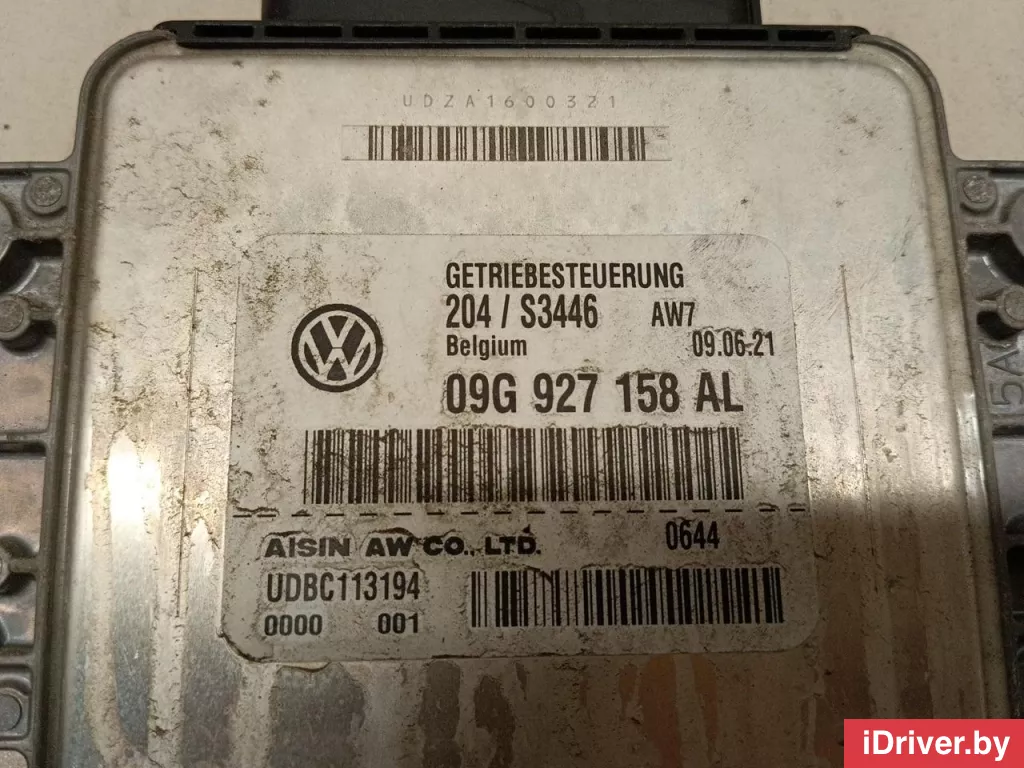 UDZA1600321
GETRIEBESTEUERUNG
204 / S3446 AW7
Belgium 09.06.21
09G 927 158 AL
AISIN AW CO., LTD. 0644
UDBC113194
0000 001
5A
iDriver.by